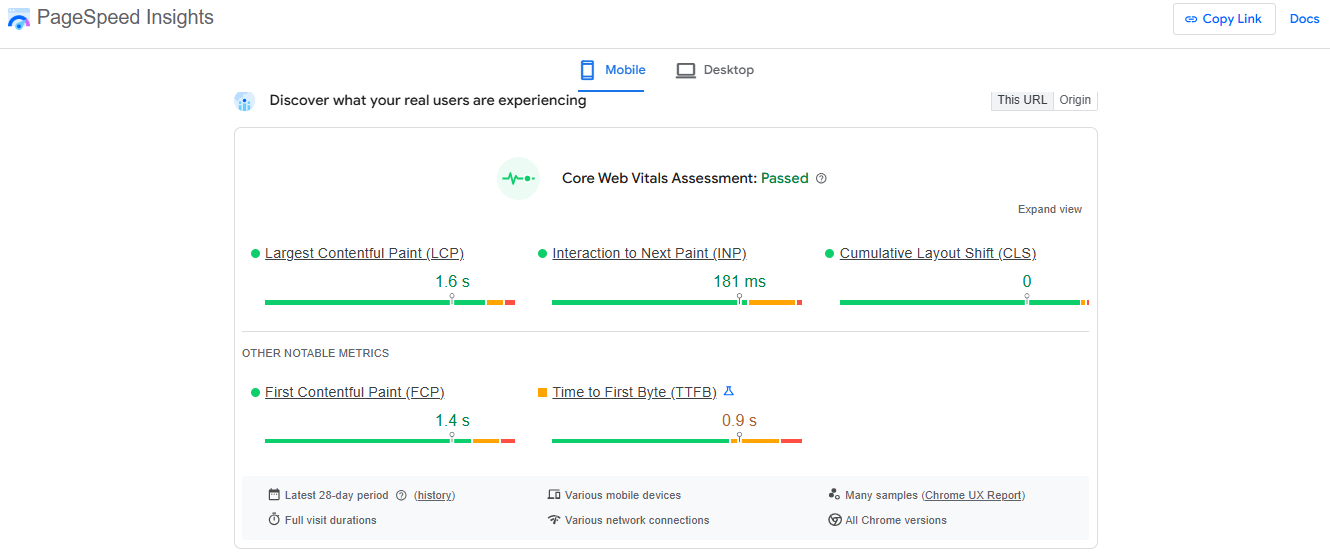 PageSpeed Insights
Copy Link
Docs
Mobile
Desktop
Discover what your real users are experiencing
This URL
Origin
Core Web Vitals Assessment: Passed
Expand view
Largest Contentful Paint (LCP)
1.6 s
Interaction to Next Paint (INP)
181 ms
Cumulative Layout Shift (CLS)
0
OTHER NOTABLE METRICS
First Contentful Paint (FCP)
1.4 s
Time to First Byte (TTFB)
0.9 s
Latest 28-day period (history)
Various mobile devices
Many samples (Chrome UX Report)
Full visit durations
Various network connections
All Chrome versions